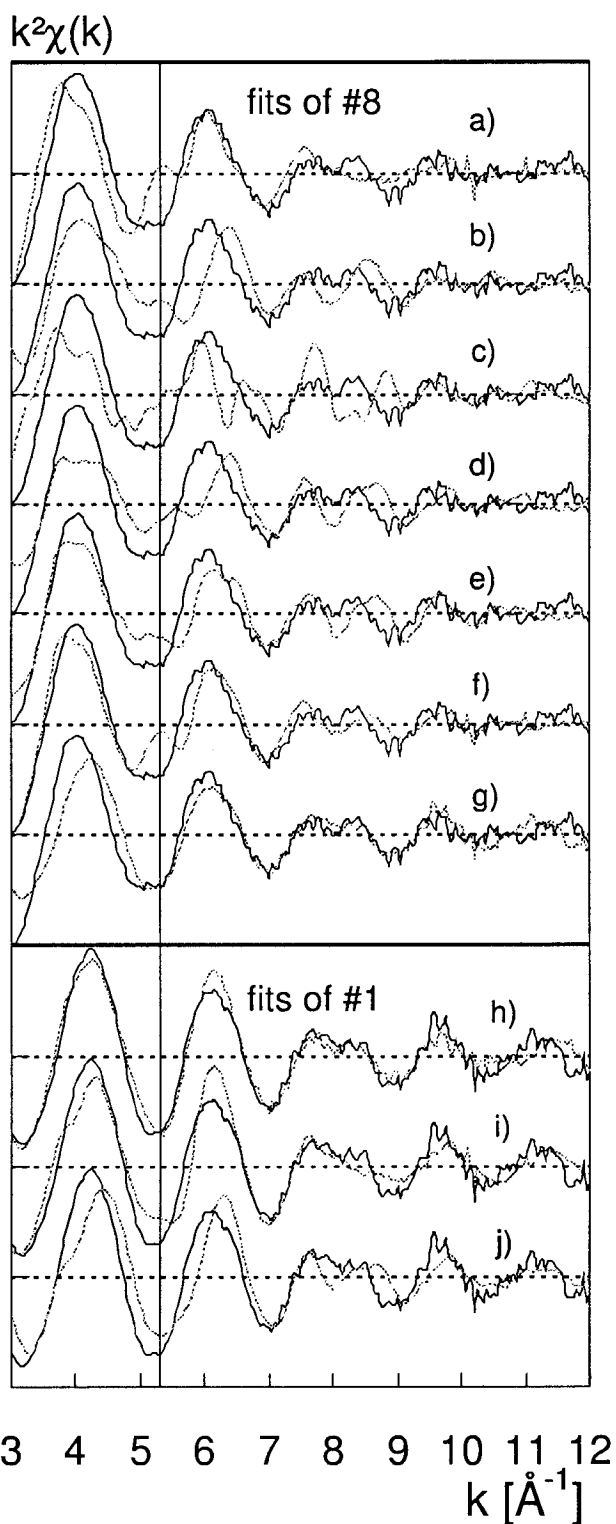 k²χ(k)
fits of #8
a)
b)
c)
d)
e)
f)
g)
fits of #1
h)
i)
j)
3 4 5 6 7 8 9 10 11 12
k [Å⁻¹]